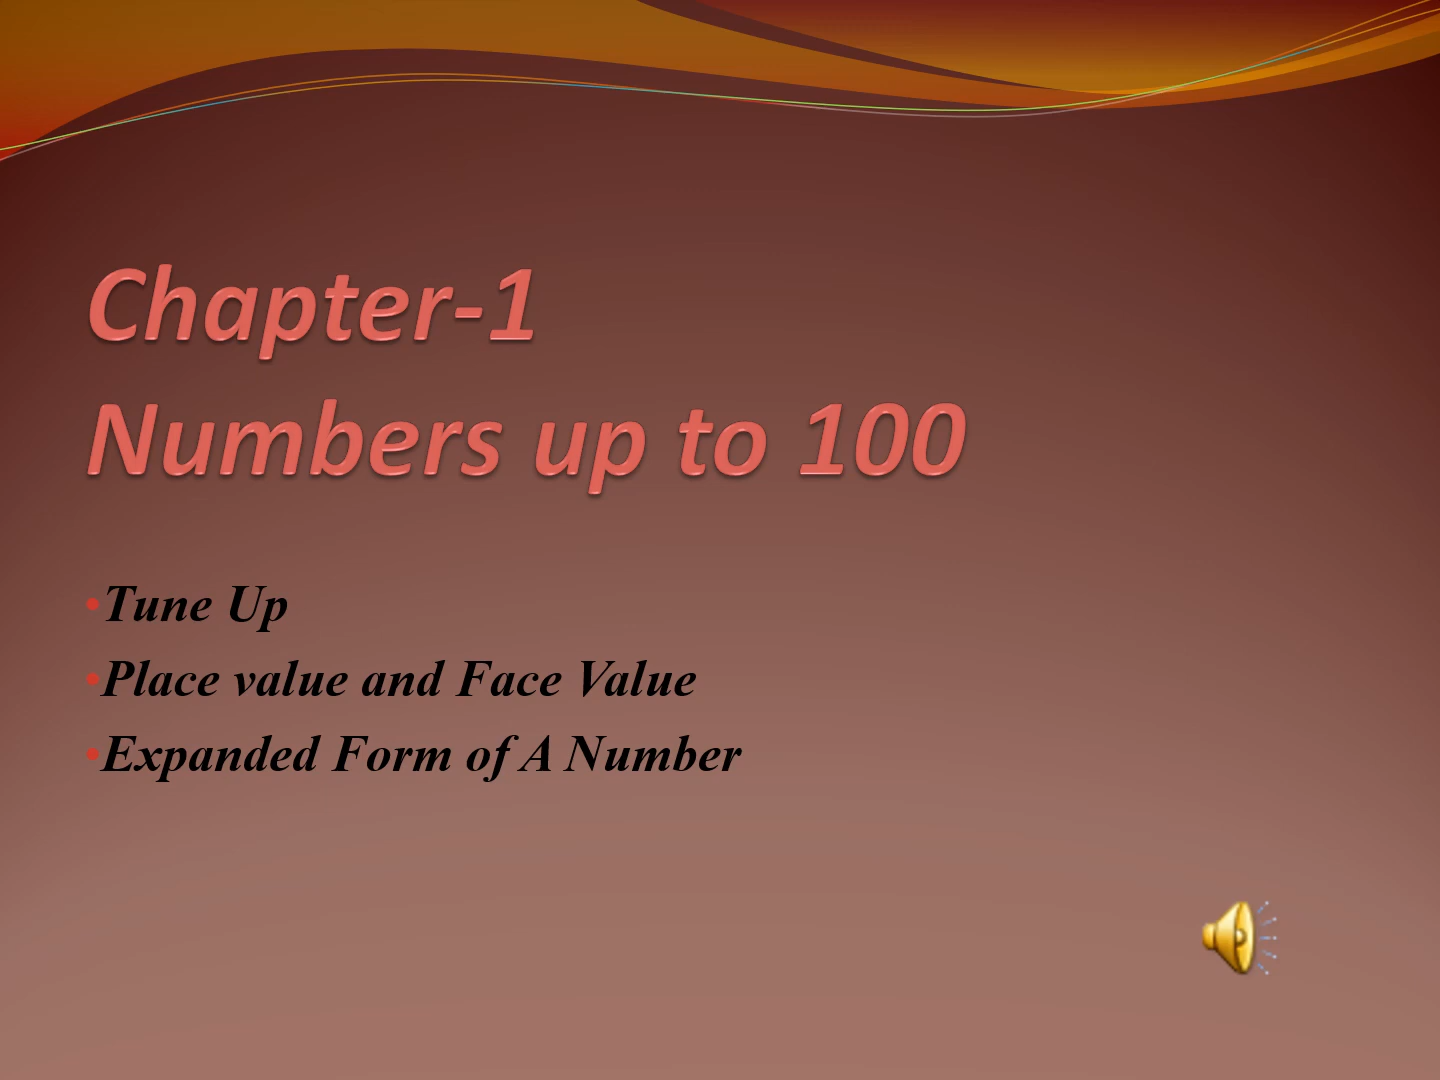 Chapter-1
Numbers up to 100
•Tune Up
•Place value and Face Value
•Expanded Form of A Number